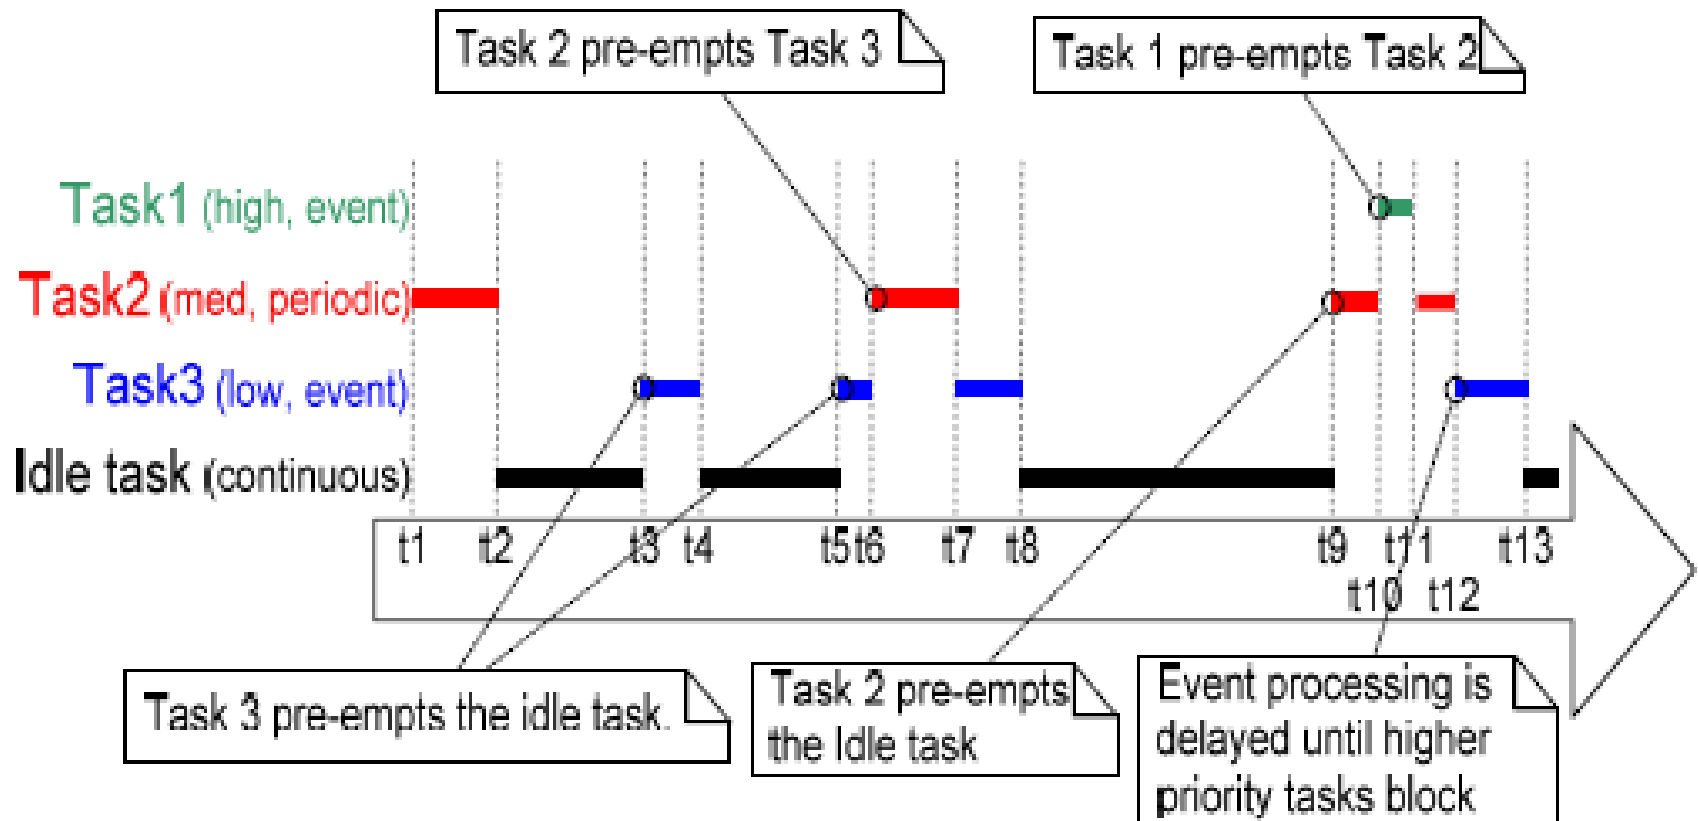 Task 2 pre-empts Task 3
Task 1 pre-empts Task 2
Task1 (high, event)
Task2 (med, periodic)
Task3 (low, event)
Idle task (continuous)
t1 t2 t3 t4 t5 t6 t7 t8 t9 t11 t13
t10 t12
Task 3 pre-empts the idle task.
Task 2 pre-empts
the Idle task
Event processing is
delayed until higher
priority tasks block